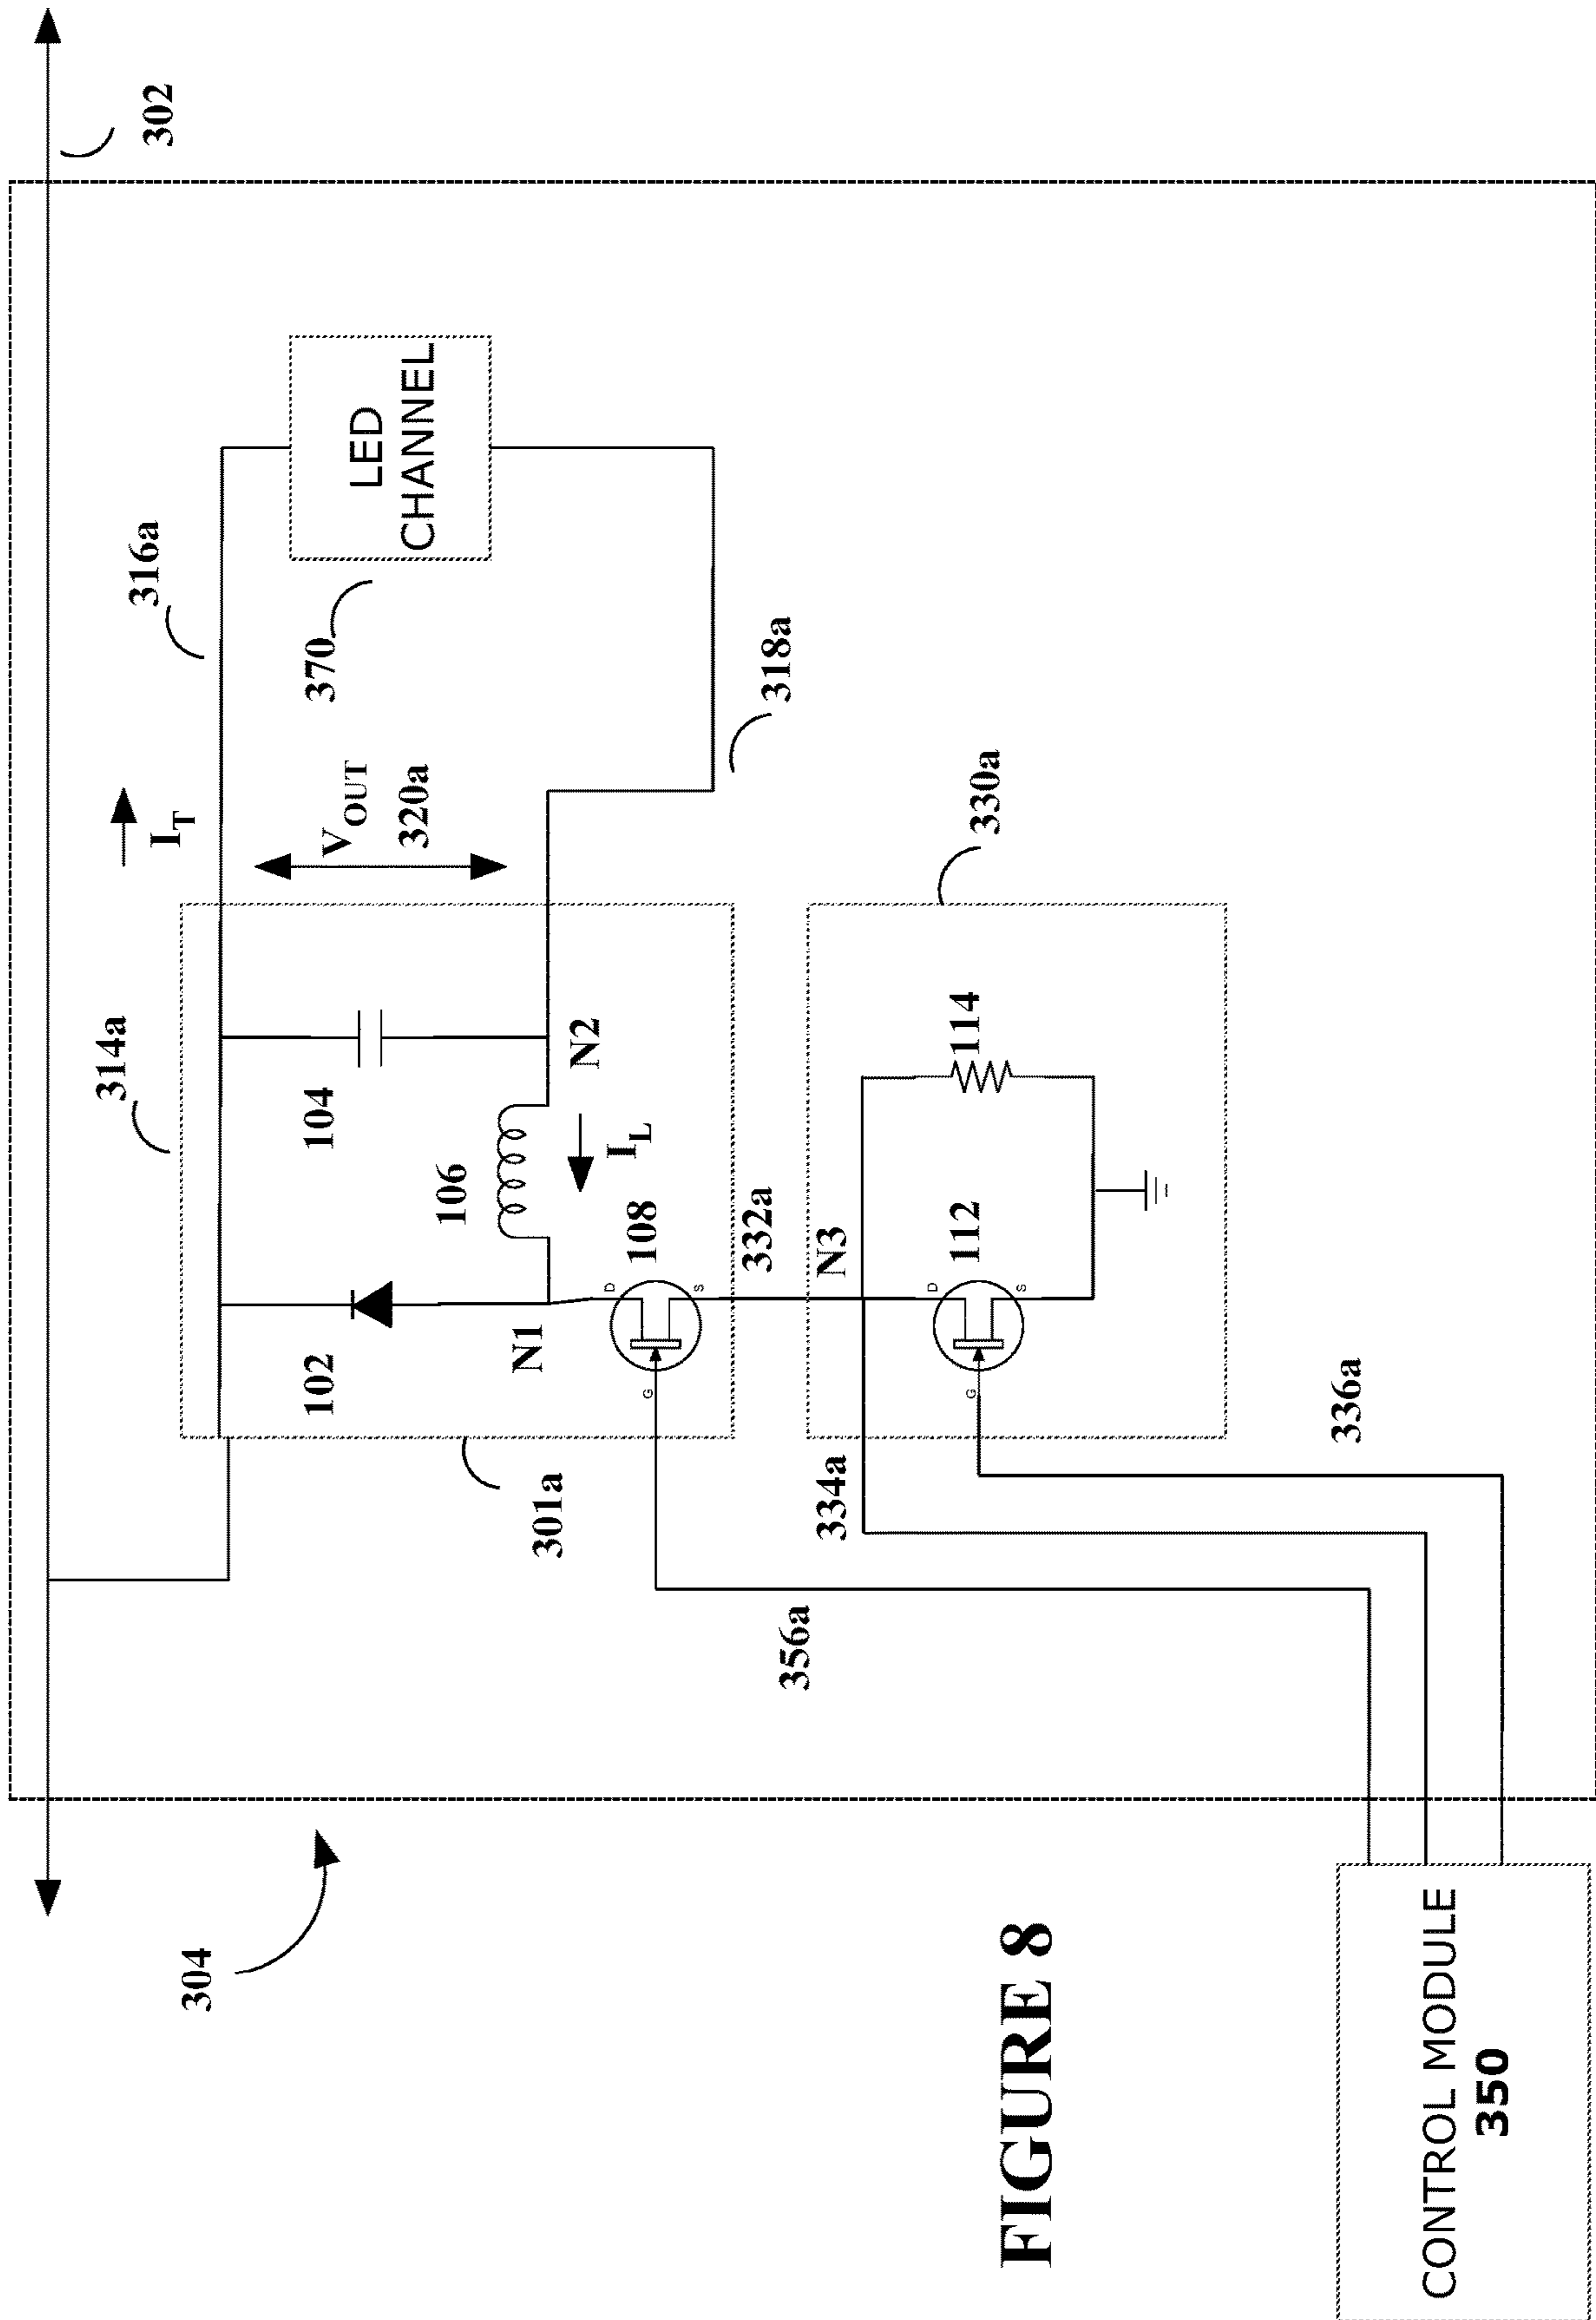 302
316a
314a
I_T
V_OUT
320a
370
LED
CHANNEL
318a
104
N2
106
I_L
102
N1
D
G
S
108
301a
332a
330a
N3
114
112
D
G
S
334a
356a
336a
304
FIGURE 8
CONTROL MODULE
350